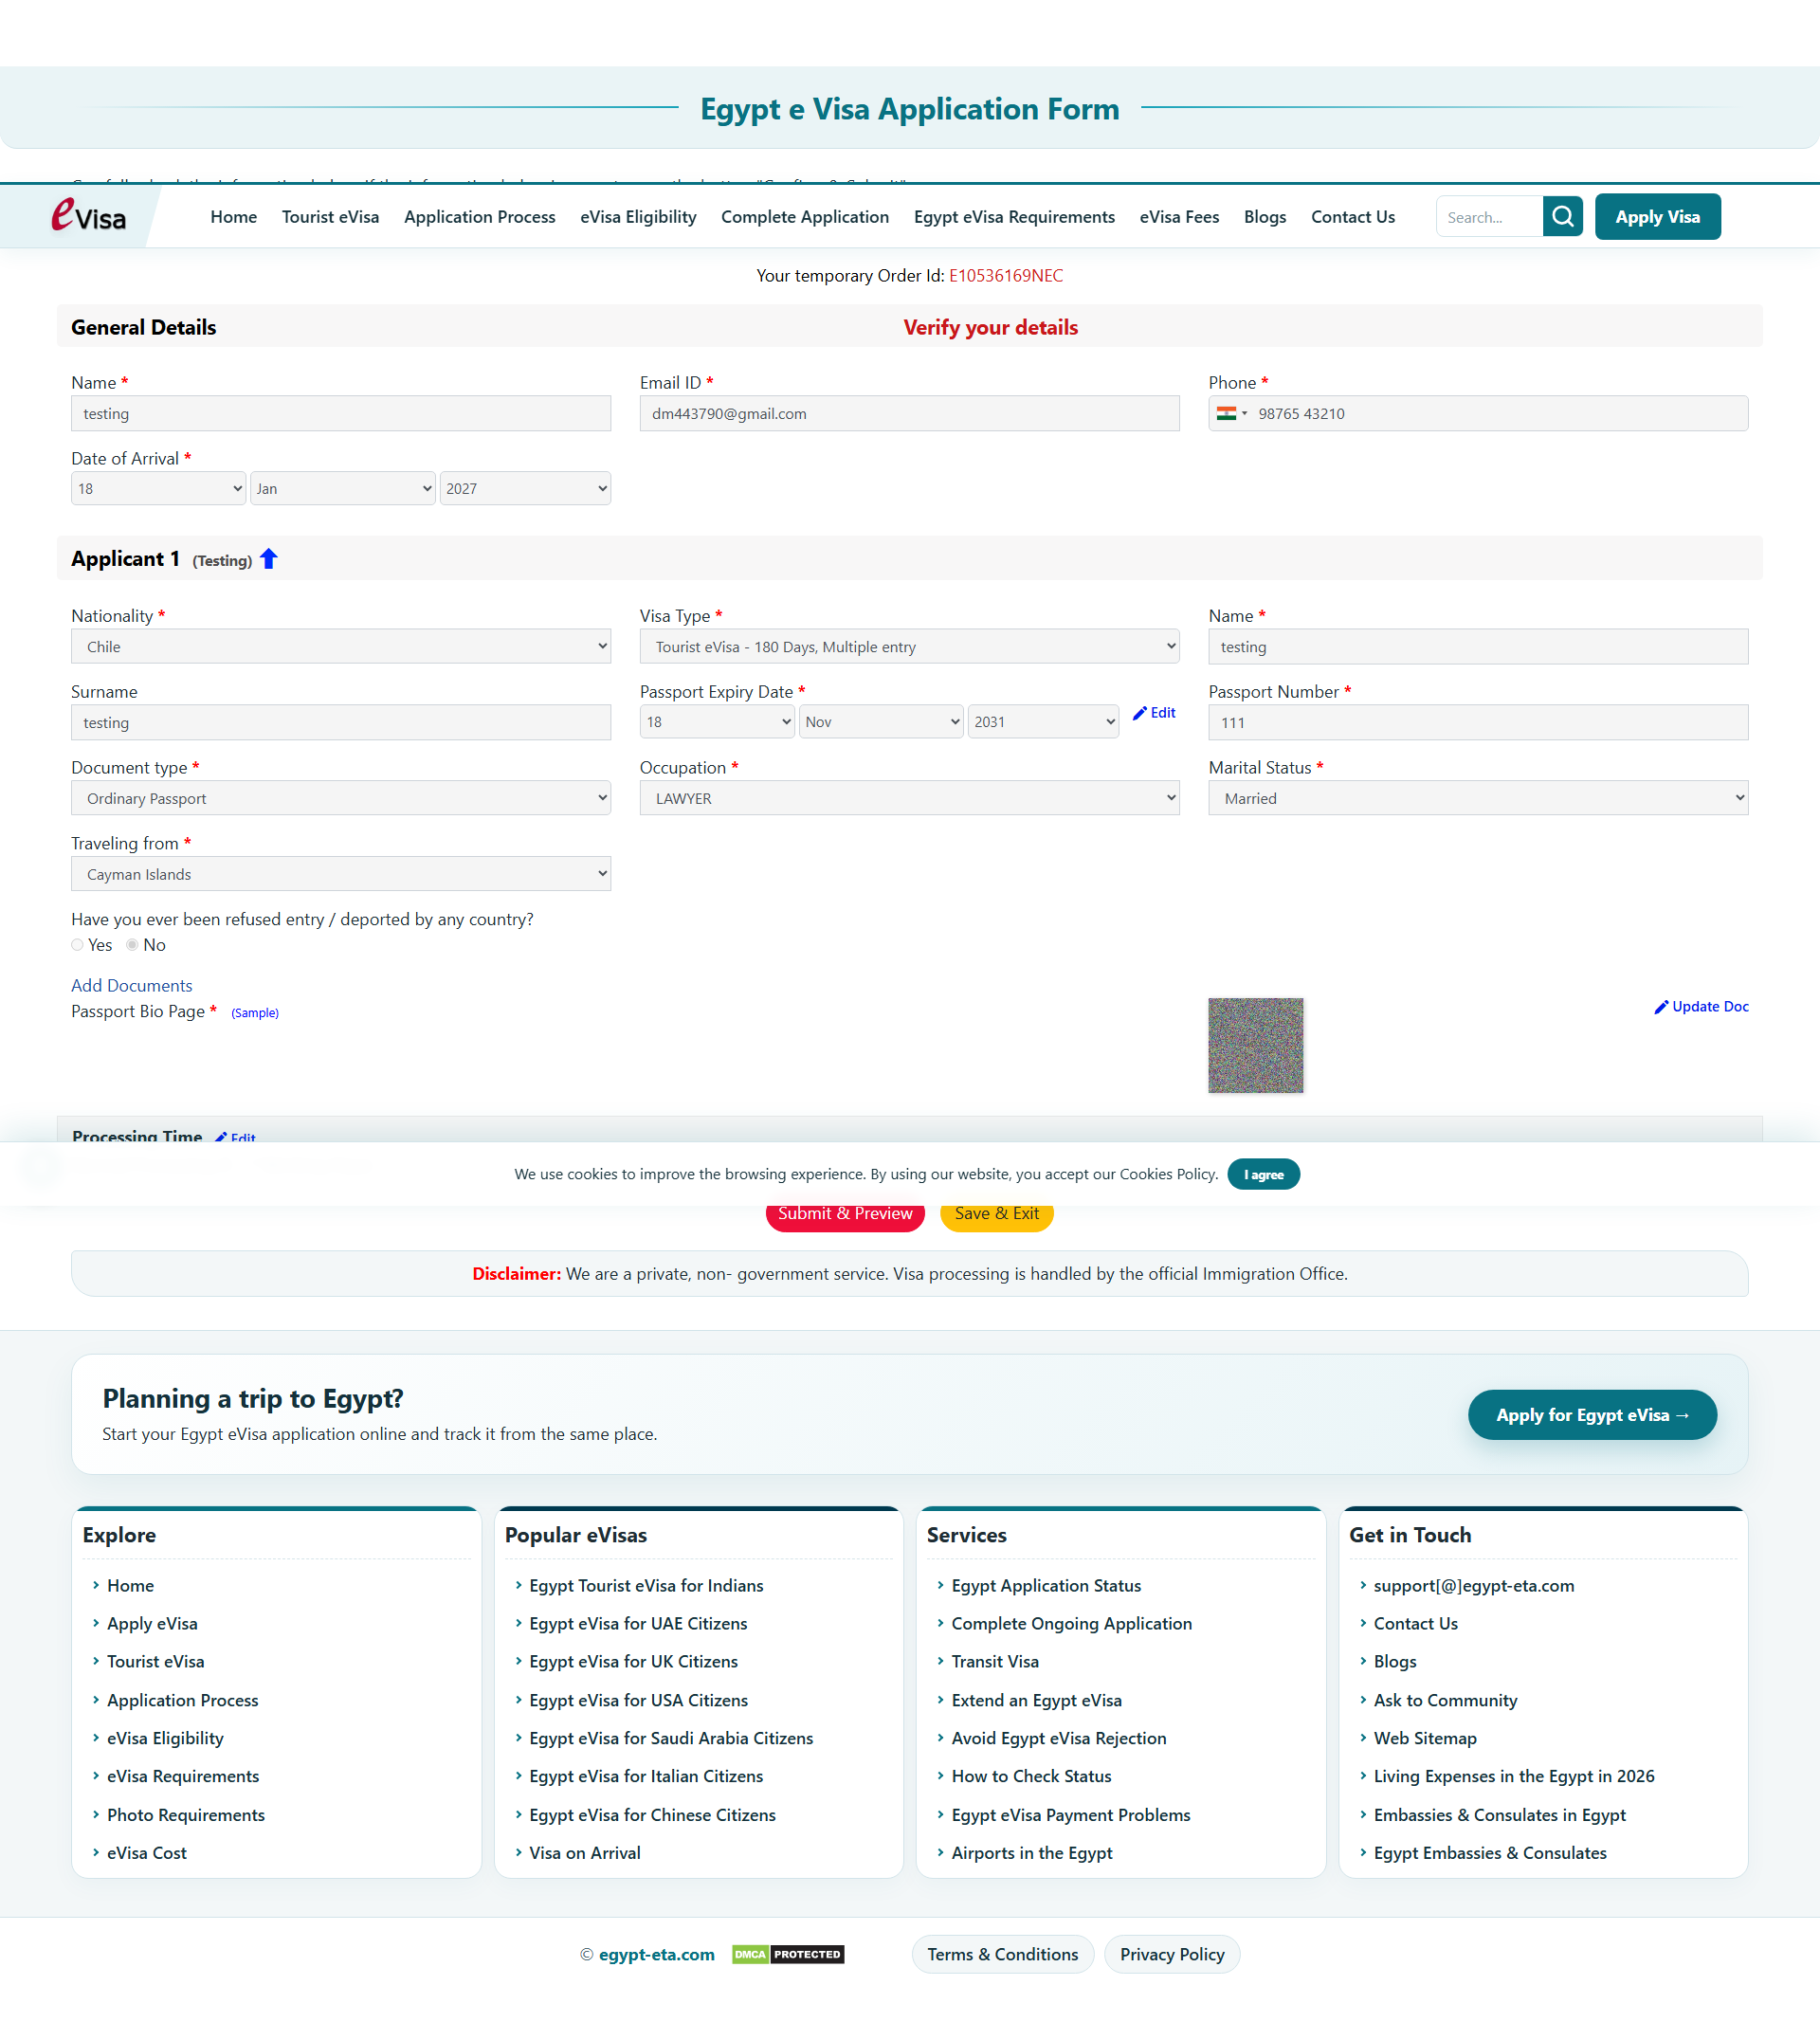 Egypt e Visa Application Form
eVisa
Home Tourist eVisa Application Process eVisa Eligibility Complete Application Egypt eVisa Requirements eVisa Fees Blogs Contact Us Search... Apply Visa
Your temporary Order Id: E10536169NEC
General Details Verify your details
Name * Email ID * Phone *
testing dm443790@gmail.com 98765 43210
Date of Arrival *
18 Jan 2027
Applicant 1 (Testing)
Nationality * Visa Type * Name *
Chile Tourist eVisa - 180 Days, Multiple entry testing
Surname Passport Expiry Date * Passport Number *
testing 18 Nov 2031 Edit 111
Document type * Occupation * Marital Status *
Ordinary Passport LAWYER Married
Traveling from *
Cayman Islands
Have you ever been refused entry / deported by any country?
Yes No
Add Documents
Passport Bio Page * (Sample) Update Doc
Processing Time Edit
We use cookies to improve the browsing experience. By using our website, you accept our Cookies Policy. I agree
Submit & Preview Save & Exit
Disclaimer: We are a private, non- government service. Visa processing is handled by the official Immigration Office.
Planning a trip to Egypt?
Start your Egypt eVisa application online and track it from the same place.
Apply for Egypt eVisa →
Explore
Home
Apply eVisa
Tourist eVisa
Application Process
eVisa Eligibility
eVisa Requirements
Photo Requirements
eVisa Cost
Popular eVisas
Egypt Tourist eVisa for Indians
Egypt eVisa for UAE Citizens
Egypt eVisa for UK Citizens
Egypt eVisa for USA Citizens
Egypt eVisa for Saudi Arabia Citizens
Egypt eVisa for Italian Citizens
Egypt eVisa for Chinese Citizens
Visa on Arrival
Services
Egypt Application Status
Complete Ongoing Application
Transit Visa
Extend an Egypt eVisa
Avoid Egypt eVisa Rejection
How to Check Status
Egypt eVisa Payment Problems
Airports in the Egypt
Get in Touch
support[@]egypt-eta.com
Contact Us
Blogs
Ask to Community
Web Sitemap
Living Expenses in the Egypt in 2026
Embassies & Consulates in Egypt
Egypt Embassies & Consulates
© egypt-eta.com DMCA PROTECTED Terms & Conditions Privacy Policy